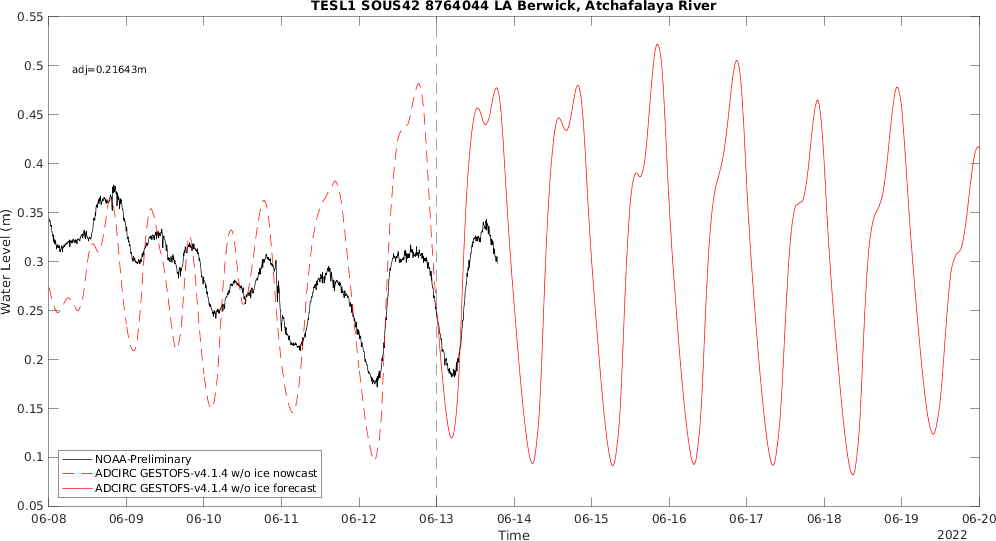 TESL1 SOUS42 8764044 LA Berwick, Atchafalaya River
0.55
0.5
adj=0.21643m
0.45
0.4
0.35
0.3
0.25
0.2
0.15
0.1
0.05
Water Level (m)
NOAA-Preliminary
ADCIRC GESTOFS-v4.1.4 w/o ice nowcast
ADCIRC GESTOFS-v4.1.4 w/o ice forecast
06-08 06-09 06-10 06-11 06-12 06-13 06-14 06-15 06-16 06-17 06-18 06-19 06-20
Time
2022